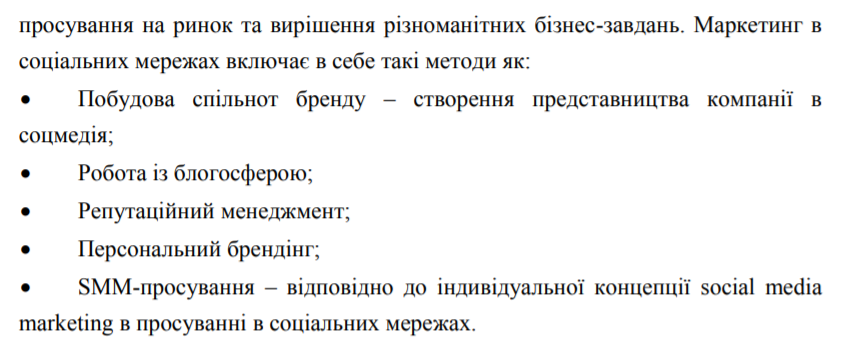 просування на ринок та вирішення різноманітних бізнес-завдань. Маркетинг в
соціальних мережах включає в себе такі методи як:
• Побудова спільнот бренду – створення представництва компанії в
соцмедія;
• Робота із блогосферою;
• Репутаційний менеджмент;
• Персональний брендінг;
• SMM-просування – відповідно до індивідуальної концепції social media
marketing в просуванні в соціальних мережах.